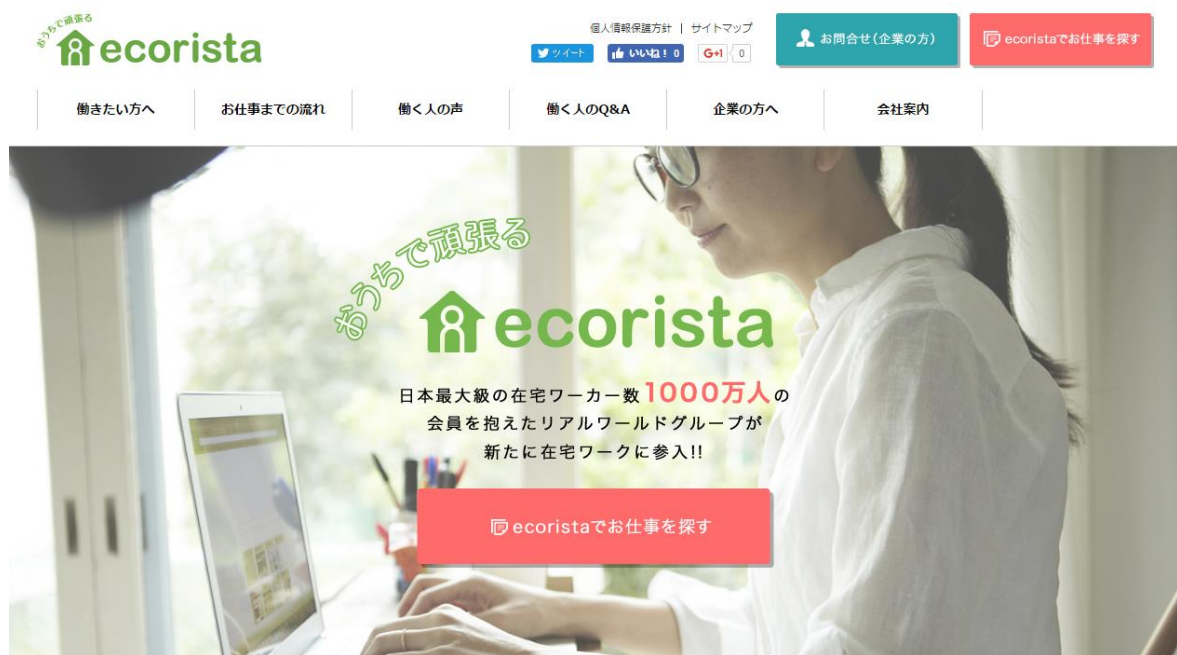 おうちで頑張る
ecorista
個人情報保護方針 | サイトマップ
ツイート
いいね! 0
G+1 0
お問合せ(企業の方)
ecoristaでお仕事を探す
働きたい方へ
お仕事までの流れ
働く人の声
働く人のQ&A
企業の方へ
会社案内
おうちで頑張る
ecorista
日本最大級の在宅ワーカー数1000万人の
会員を抱えたリアルワールドグループが
新たに在宅ワークに参入!!
ecoristaでお仕事を探す